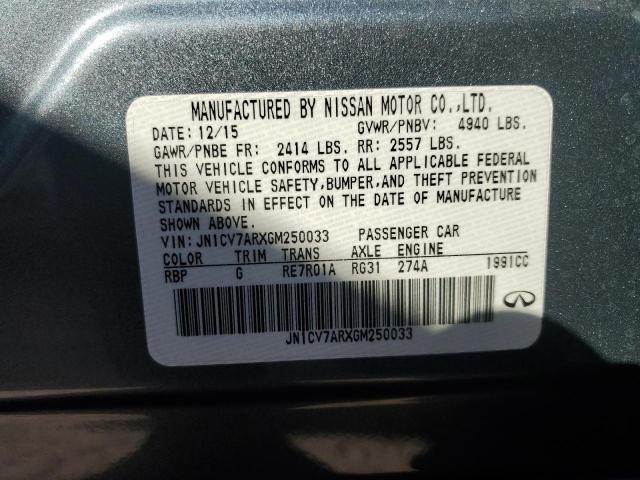 MANUFACTURED BY NISSAN MOTOR CO.,LTD.
DATE: 12/15 GVWR/PNBV: 4940 LBS.
GAWR/PNBE FR: 2414 LBS. RR: 2557 LBS.
THIS VEHICLE CONFORMS TO ALL APPLICABLE FEDERAL
MOTOR VEHICLE SAFETY,BUMPER,AND THEFT PREVENTION
STANDARDS IN EFFECT ON THE DATE OF MANUFACTURE
SHOWN ABOVE.
VIN: JN1CV7ARXGM250033 PASSENGER CAR
COLOR TRIM TRANS AXLE ENGINE
RBP G RE7R01A RG31 274A 1991CC
JN1CV7ARXGM250033